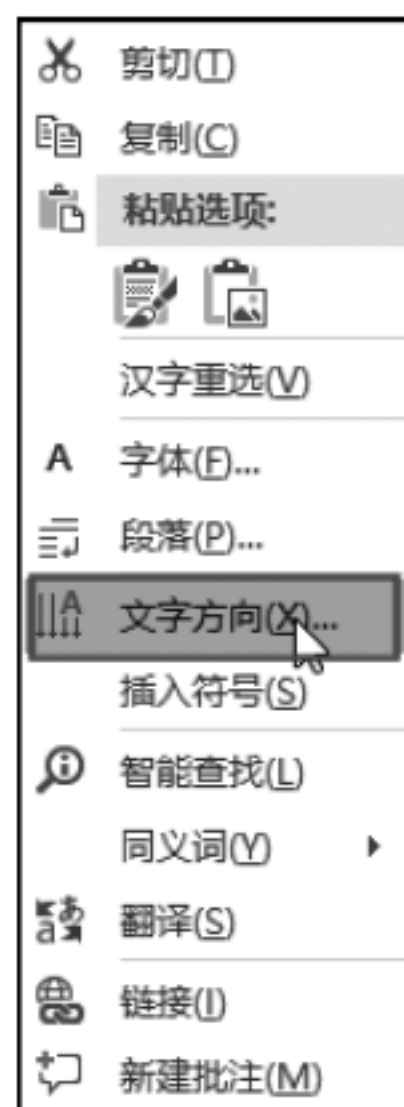 剪切(T)
复制(C)
粘贴选项:
汉字重选(V)
A 字体(F)...
段落(P)...
文字方向(X)...
插入符号(S)
智能查找(L)
同义词(Y)
翻译(S)
链接(I)
新建批注(M)